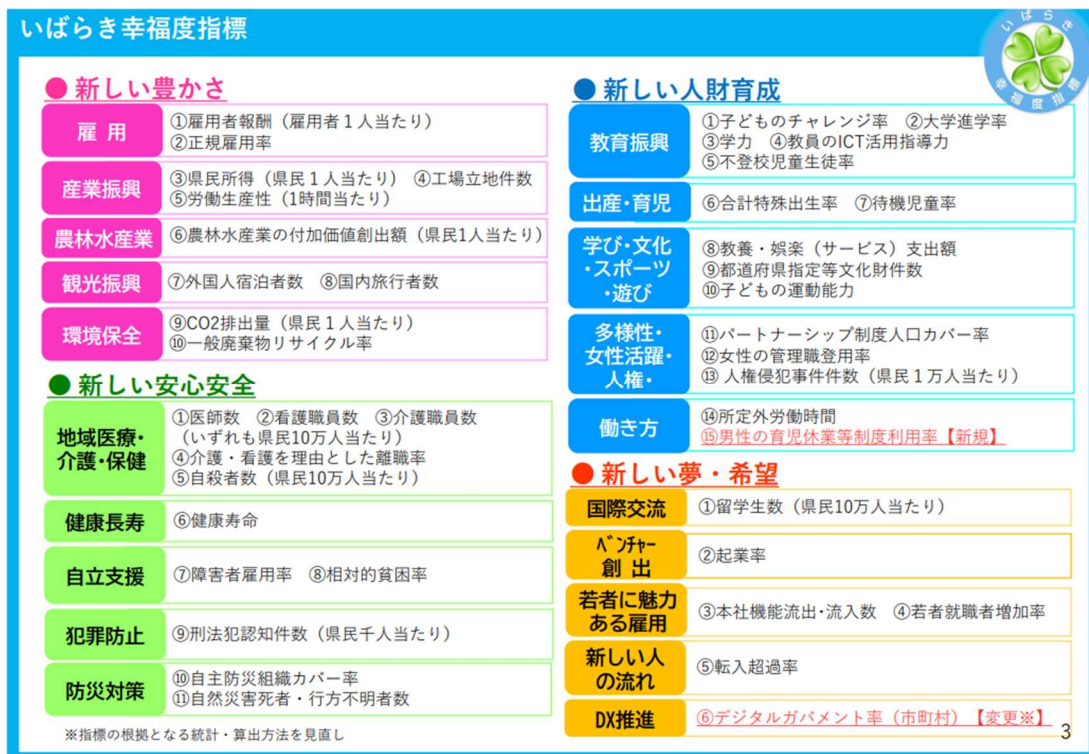 いばらき幸福度指標
いばらき
幸福度指標
● 新しい豊かさ
雇 用
①雇用者報酬（雇用者１人当たり）
②正規雇用率
産業振興
③県民所得（県民１人当たり） ④工場立地件数
⑤労働生産性（1時間当たり）
農林水産業
⑥農林水産業の付加価値創出額（県民1人当たり）
観光振興
⑦外国人宿泊者数 ⑧国内旅行者数
環境保全
⑨CO2排出量（県民１人当たり）
⑩一般廃棄物リサイクル率
● 新しい安心安全
地域医療・
介護・保健
①医師数 ②看護職員数 ③介護職員数
（いずれも県民10万人当たり）
④介護・看護を理由とした離職率
⑤自殺者数（県民10万人当たり）
健康長寿
⑥健康寿命
自立支援
⑦障害者雇用率 ⑧相対的貧困率
犯罪防止
⑨刑法犯認知件数（県民千人当たり）
防災対策
⑩自主防災組織カバー率
⑪自然災害死者・行方不明者数
※指標の根拠となる統計・算出方法を見直し
● 新しい人財育成
教育振興
①子どものチャレンジ率 ②大学進学率
③学力 ④教員のICT活用指導力
⑤不登校児童生徒率
出産・育児
⑥合計特殊出生率 ⑦待機児童率
学び・文化
・スポーツ
・遊び
⑧教養・娯楽（サービス）支出額
⑨都道府県指定等文化財件数
⑩子どもの運動能力
多様性・
女性活躍・
人権・
⑪パートナーシップ制度人口カバー率
⑫女性の管理職登用率
⑬ 人権侵犯事件件数（県民１万人当たり）
働き方
⑭所定外労働時間
⑮男性の育児休業等制度利用率【新規】
● 新しい夢・希望
国際交流
①留学生数（県民10万人当たり）
ﾍﾞﾝﾁｬｰ
創 出
②起業率
若者に魅力
ある雇用
③本社機能流出・流入数 ④若者就職者増加率
新しい人
の流れ
⑤転入超過率
DX推進
⑥デジタルガバメント率（市町村）【変更※】
3